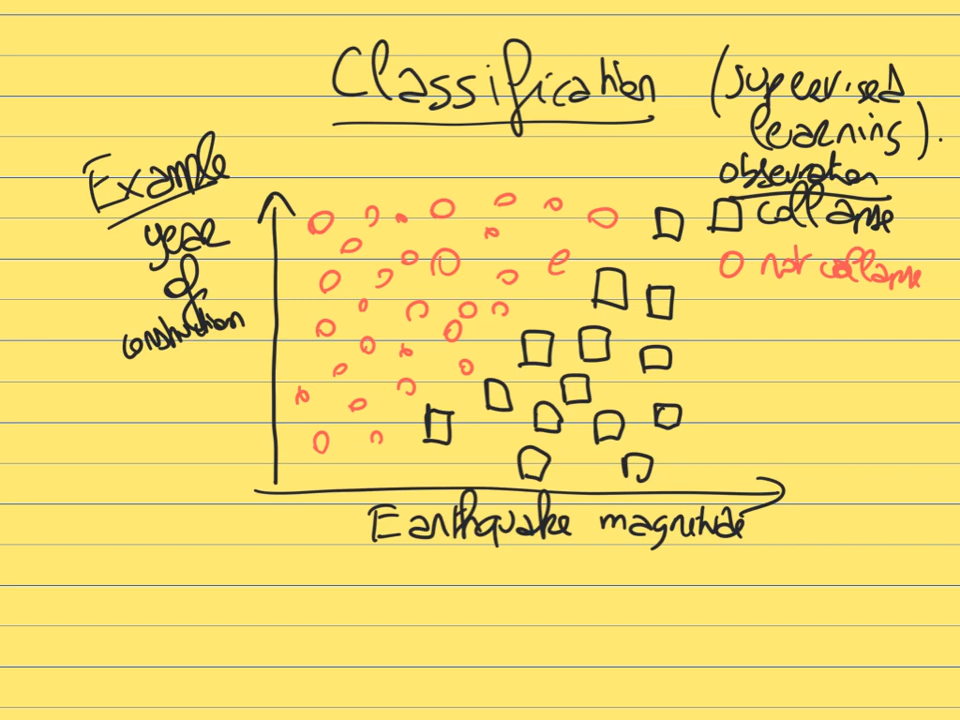 Classification
(supervised
learning).
Example
observation
collapse
not collapse
year
of
construction
Earthquake magnitude